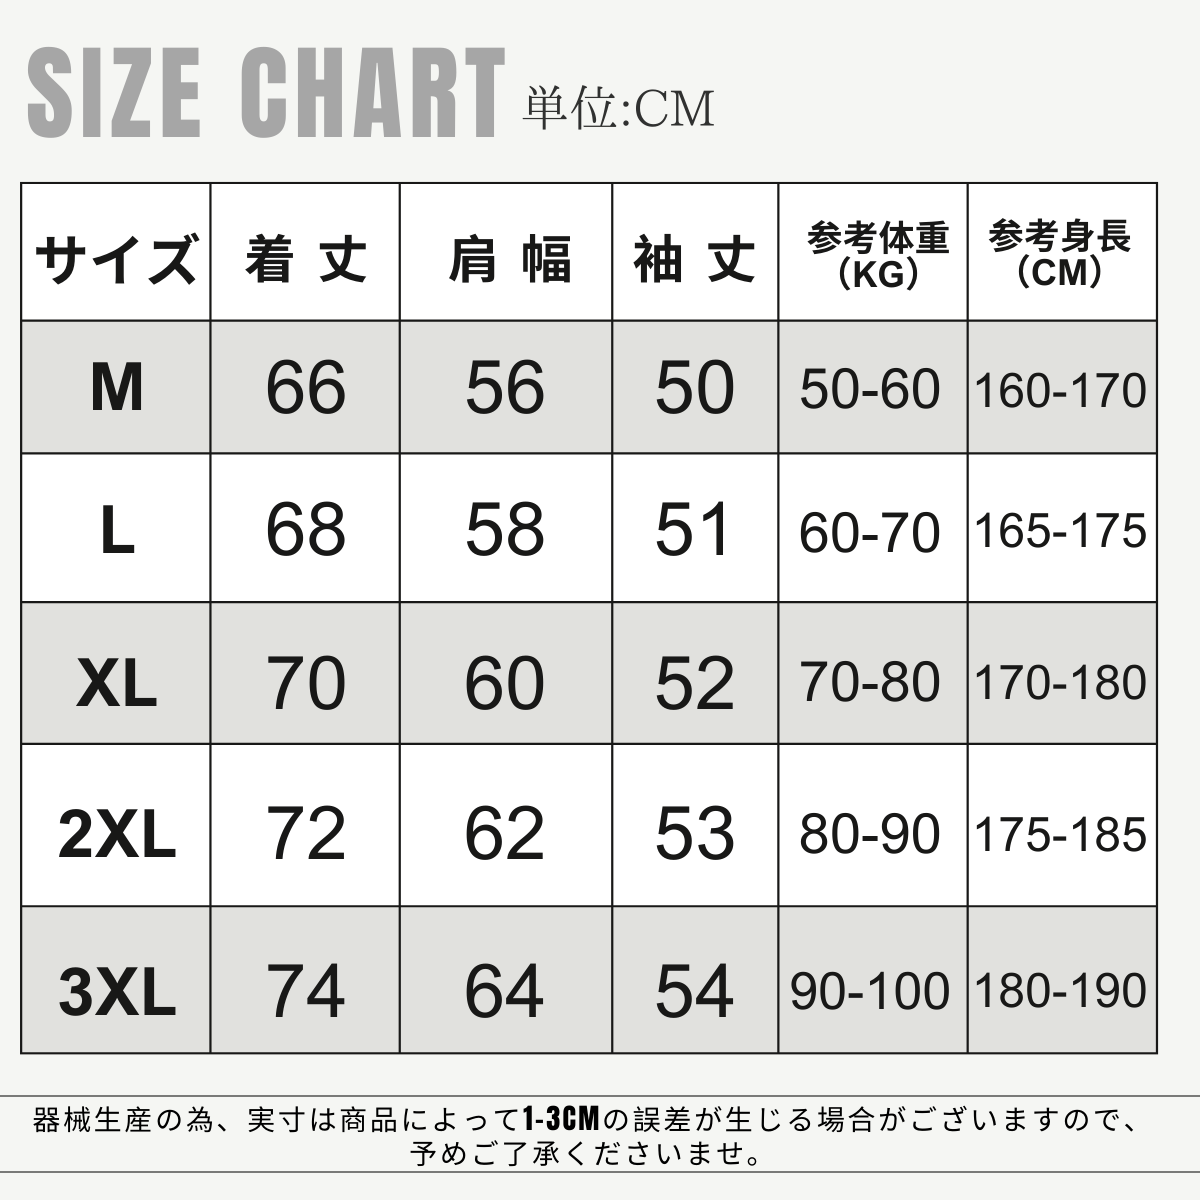 SIZE CHART 単位:CM
サイズ 着丈 肩幅 袖丈 参考体重(KG) 参考身長(CM)
M 66 56 50 50-60 160-170
L 68 58 51 60-70 165-175
XL 70 60 52 70-80 170-180
2XL 72 62 53 80-90 175-185
3XL 74 64 54 90-100 180-190
器械生産の為、実寸は商品によって1-3CMの誤差が生じる場合がございますので、
予めご了承くださいませ。